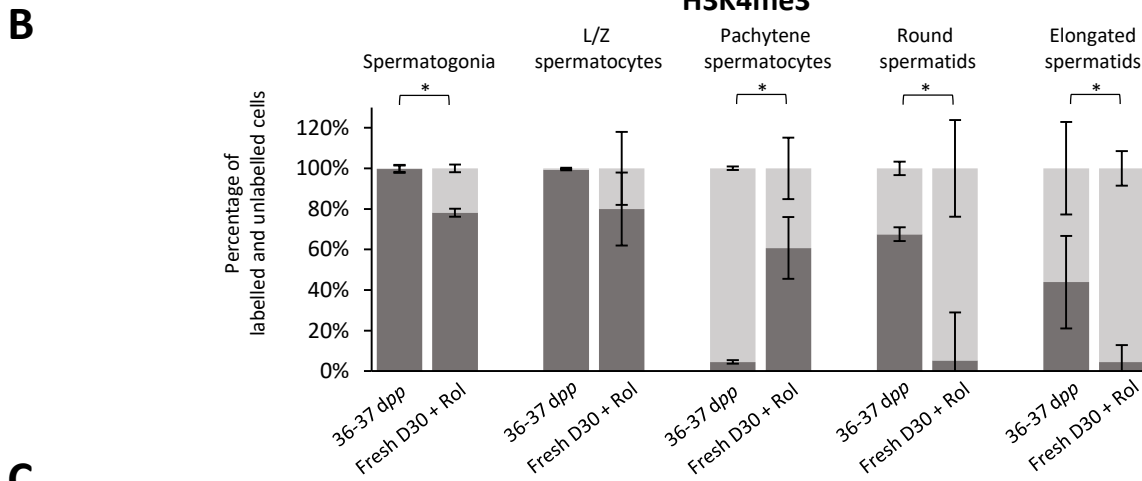 H3K4me3
B
L/Z Pachytene Round Elongated
Spermatogonia spermatocytes spermatocytes spermatids spermatids
* * * *
Percentage of
labelled and unlabelled cells
120%
100%
80%
60%
40%
20%
0%
36-37 dpp
Fresh D30 + Rol
36-37 dpp
Fresh D30 + Rol
36-37 dpp
Fresh D30 + Rol
36-37 dpp
Fresh D30 + Rol
36-37 dpp
Fresh D30 + Rol
C